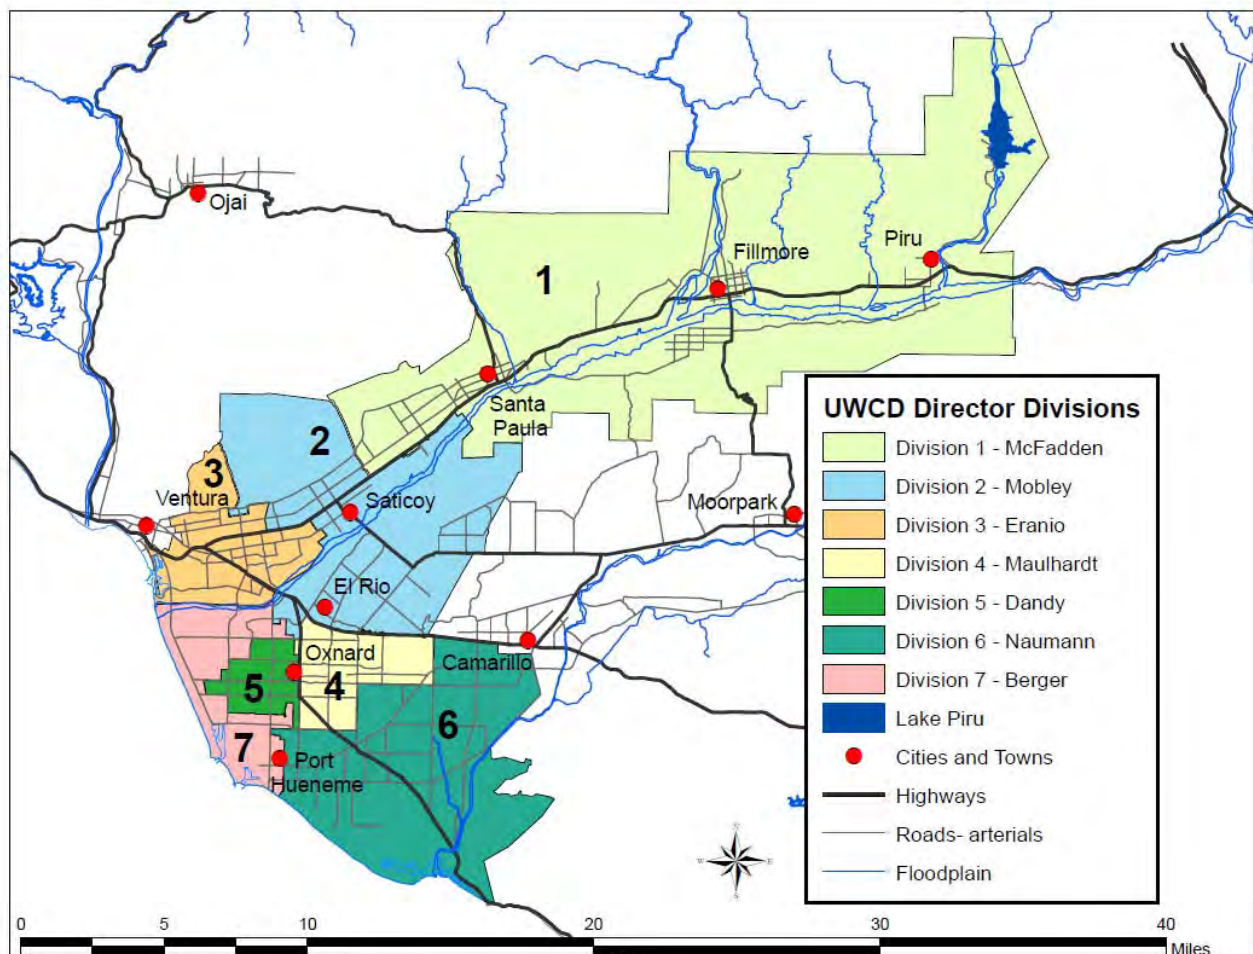 Ojai
Fillmore
Piru
1
Santa
Paula
2
3
Ventura
Saticoy
Moorpark
El Rio
Oxnard
Camarillo
5
4
6
7
Port
Hueneme
UWCD Director Divisions
Division 1 - McFadden
Division 2 - Mobley
Division 3 - Eranio
Division 4 - Maulhardt
Division 5 - Dandy
Division 6 - Naumann
Division 7 - Berger
Lake Piru
Cities and Towns
Highways
Roads- arterials
Floodplain
0 5 10 20 30 40
Miles